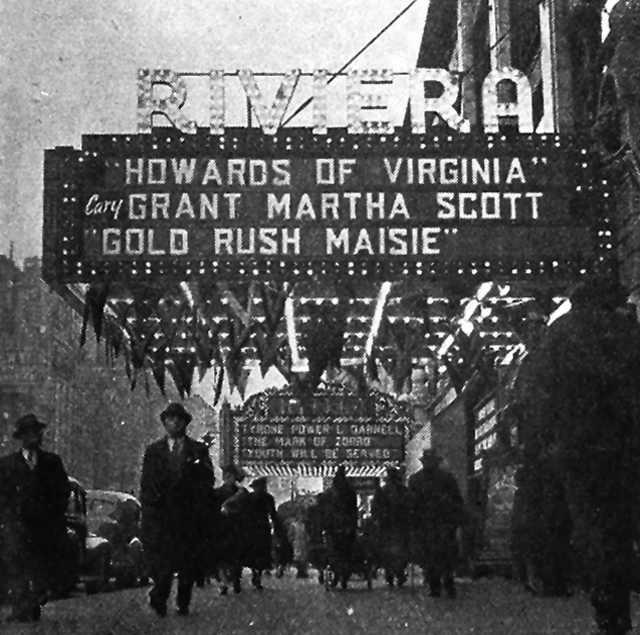 RIVIERA
"HOWARDS OF VIRGINIA"
Cary GRANT MARTHA SCOTT
"GOLD RUSH MAISIE"
TYRONE POWER L. DARNELL
THE MARK OF ZORRO
YOUTH WILL BE SERVED